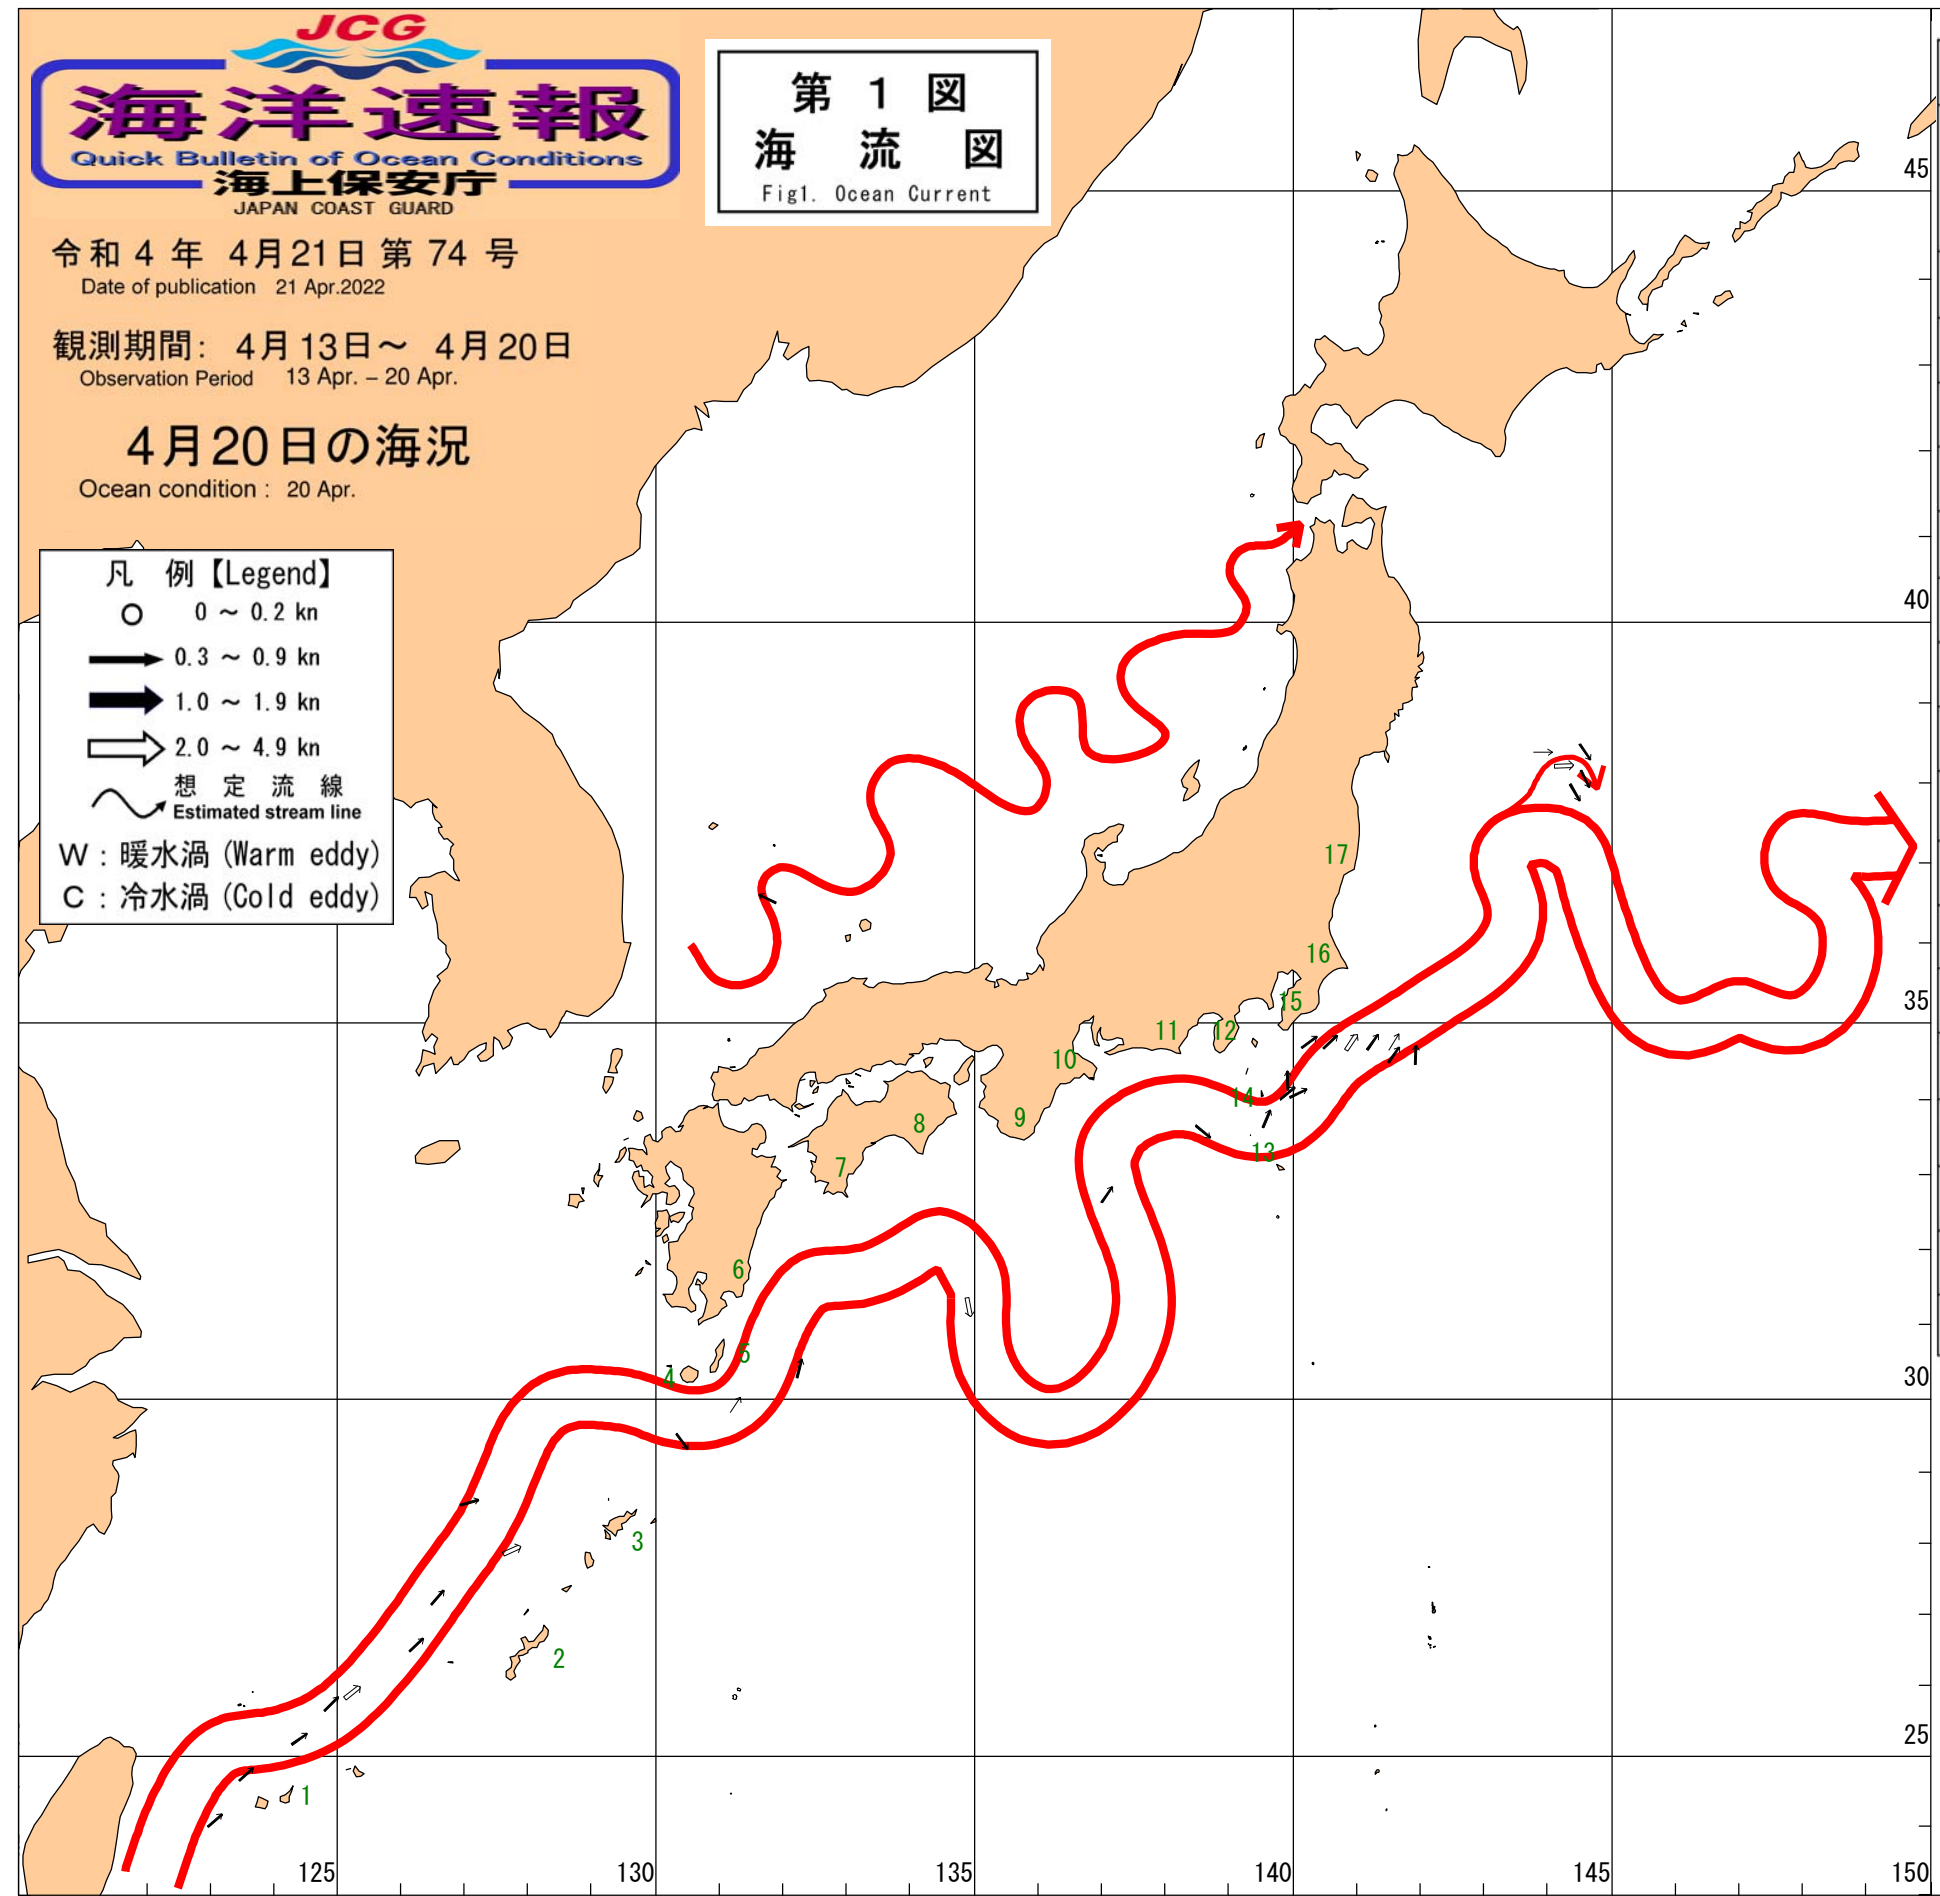 JCG
海洋速報
Quick Bulletin of Ocean Conditions
海上保安庁
JAPAN COAST GUARD
第 1 図
海 流 図
Fig1. Ocean Current
令和 4 年 4月21日 第 74 号
Date of publication 21 Apr.2022
観測期間: 4月13日～ 4月20日
Observation Period 13 Apr. – 20 Apr.
4月20日の海況
Ocean condition : 20 Apr.
凡 例【Legend】
0 ～ 0.2 kn
0.3 ～ 0.9 kn
1.0 ～ 1.9 kn
2.0 ～ 4.9 kn
想 定 流 線
Estimated stream line
W : 暖水渦 (Warm eddy)
C : 冷水渦 (Cold eddy)
45
40
17
16
35
15
12
11
10
14
9
8
13
7
6
5
4
30
3
2
25
1
125
130
135
140
145
150